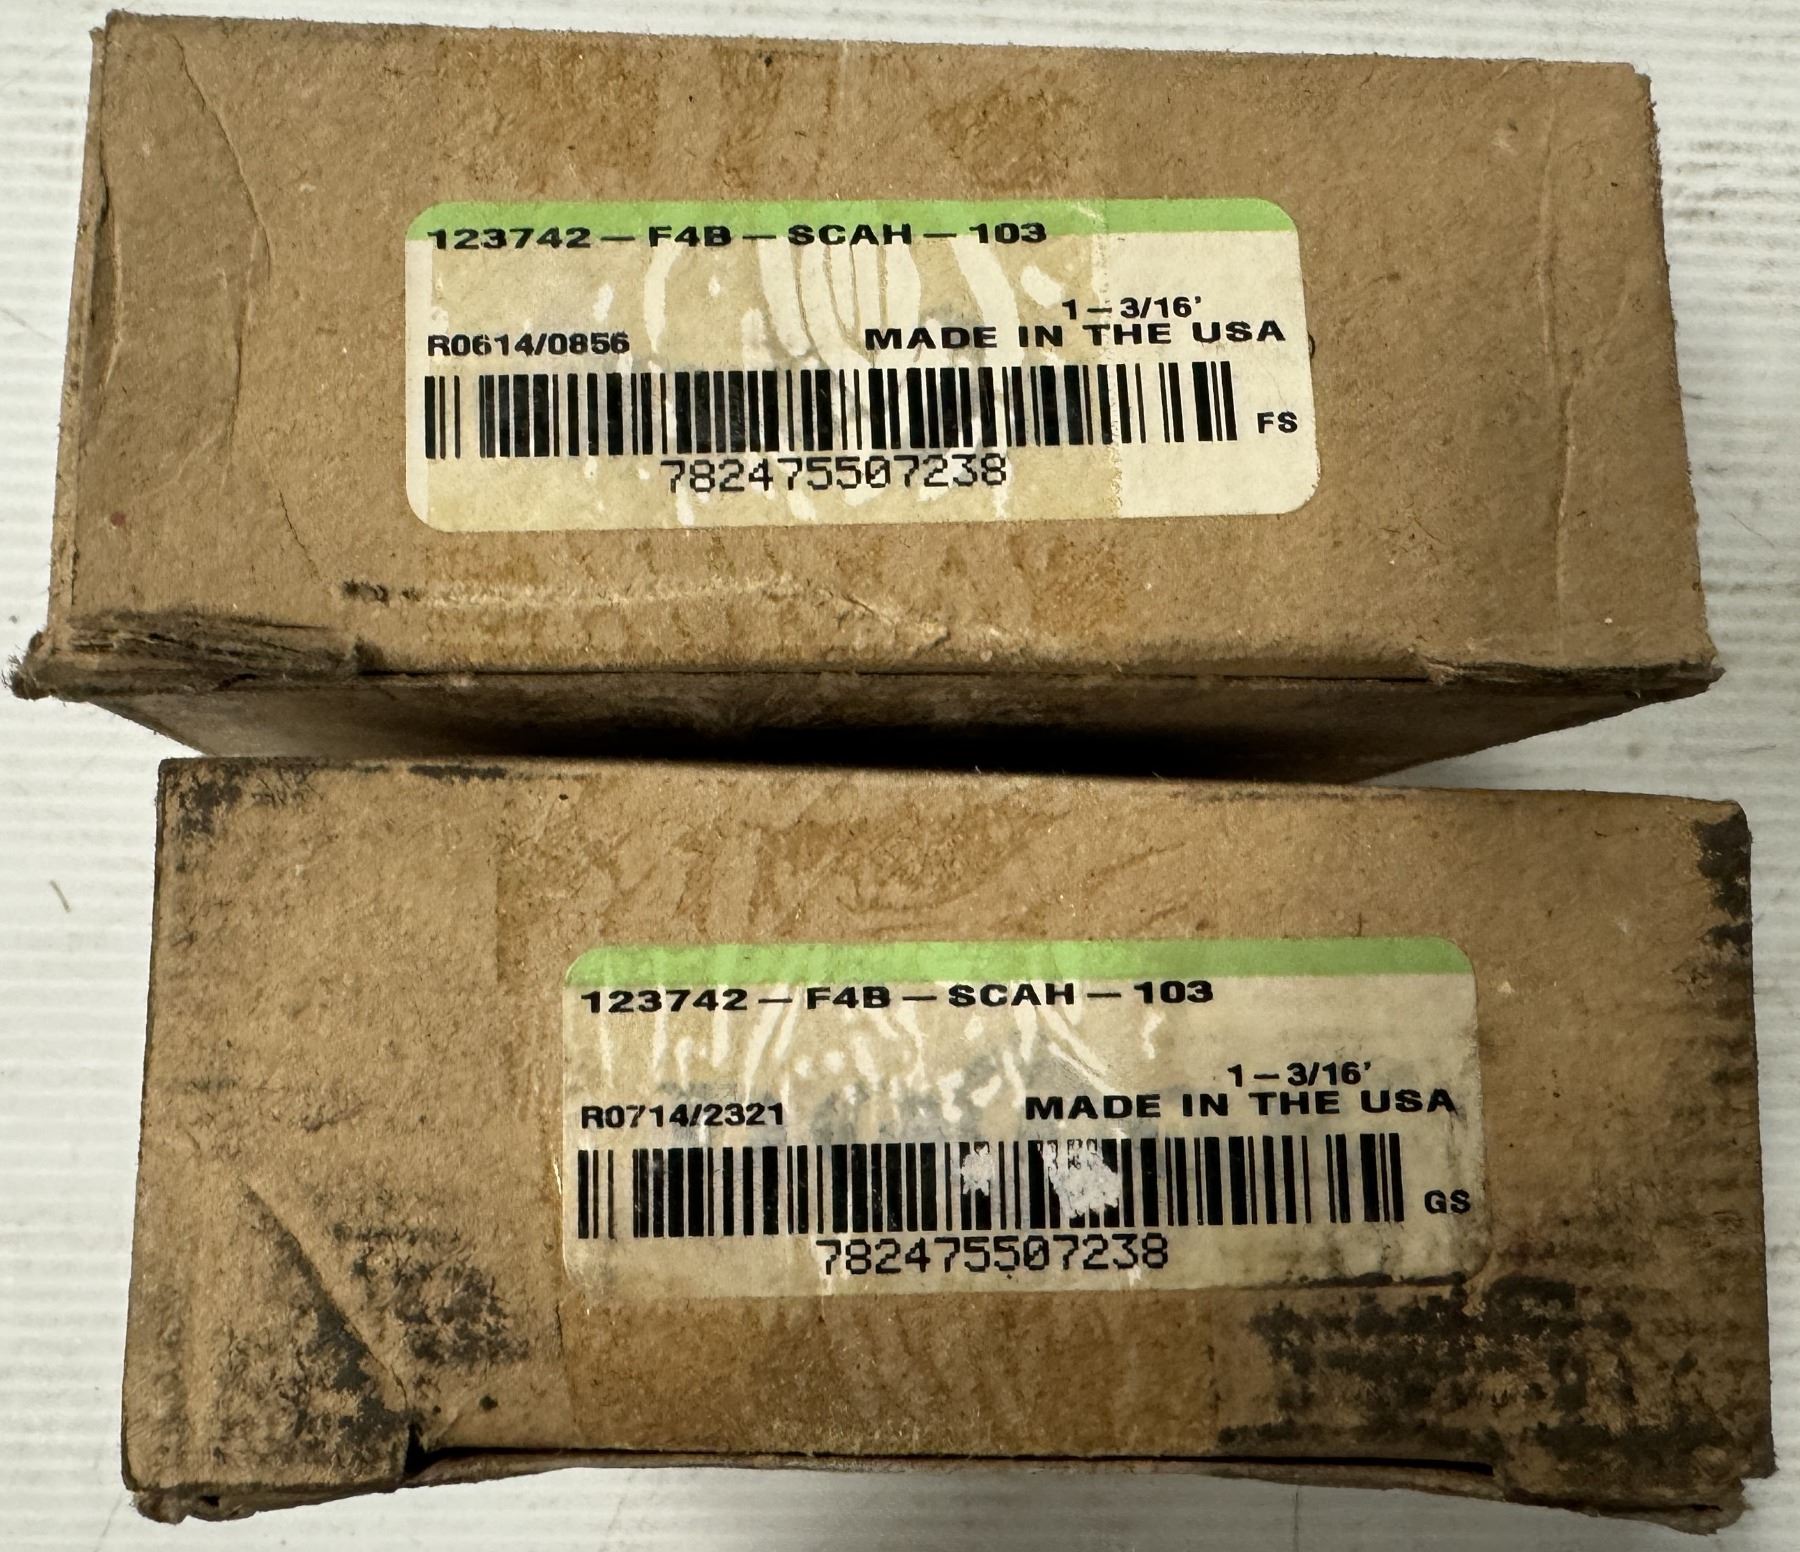 123742-F4B-SCAH-103
1-3/16'
R0614/0856 MADE IN THE USA
FS
782475507238
123742-F4B-SCAH-103
1-3/16'
R0714/2321 MADE IN THE USA
GS
782475507238